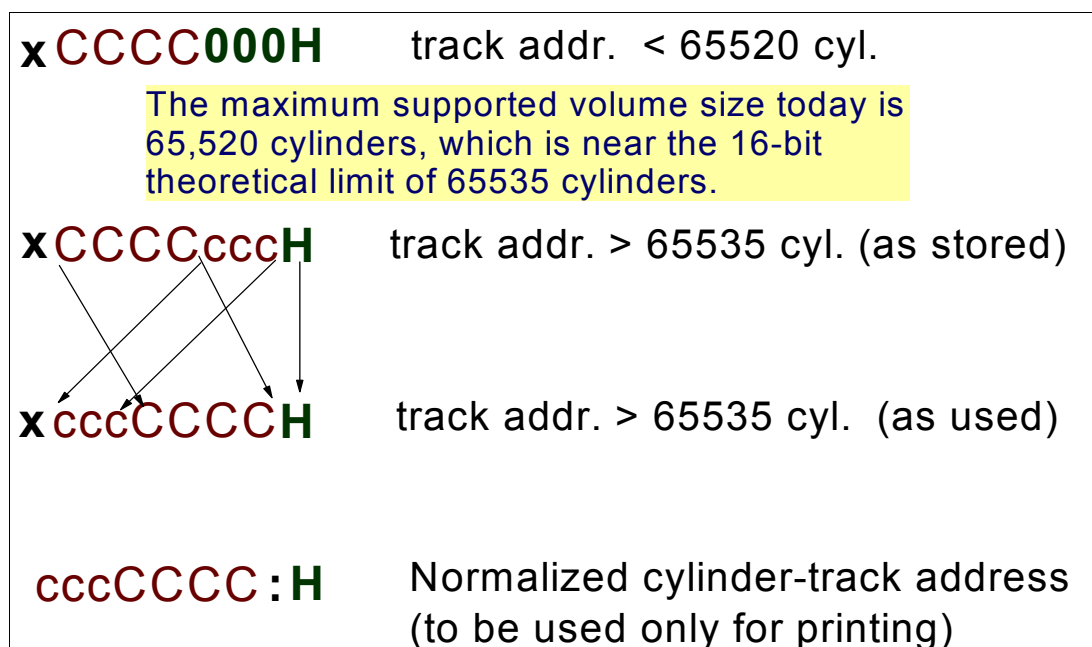 x CCCC000H track addr. < 65520 cyl.
The maximum supported volume size today is
65,520 cylinders, which is near the 16-bit
theoretical limit of 65535 cylinders.
xCCCCcccH track addr. > 65535 cyl. (as stored)
xcccCCCCH track addr. > 65535 cyl. (as used)
cccCCCC:H Normalized cylinder-track address
(to be used only for printing)